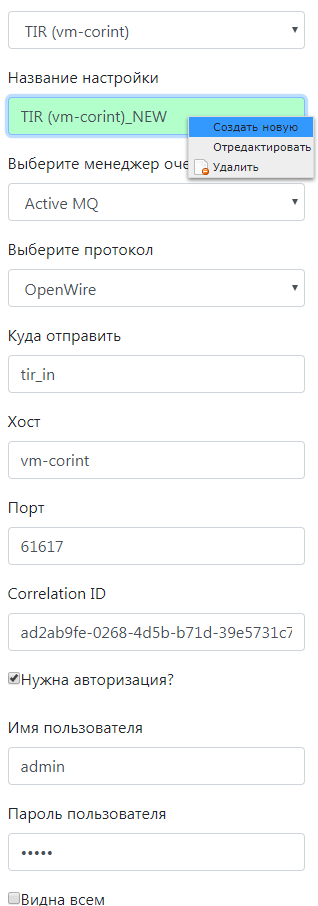 TIR (vm-corint)
Название настройки
TIR (vm-corint)_NEW
Создать новую
Отредактировать
Удалить
Выберите менеджер оче
Active MQ
Выберите протокол
OpenWire
Куда отправить
tir_in
Хост
vm-corint
Порт
61617
Correlation ID
ad2ab9fe-0268-4d5b-b71d-39e5731c7
Нужна авторизация?
Имя пользователя
admin
Пароль пользователя
•••••
Видна всем